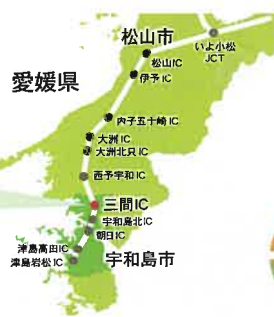 松山市
いよ小松
JCT
松山IC
伊予IC
愛媛県
内子五十崎IC
大洲IC
大洲北只IC
西予宇和IC
三間IC
宇和島北IC
朝日IC
津島高田IC
津島岩松IC
宇和島市